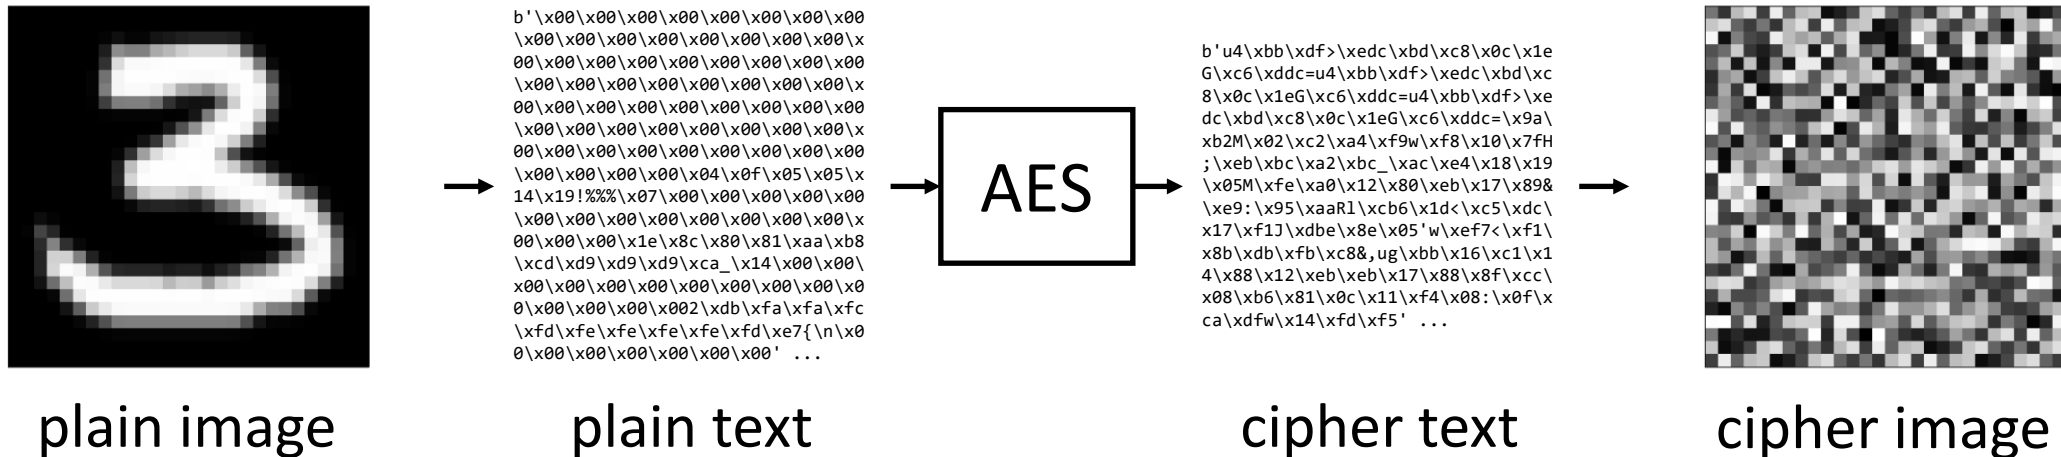 b'\x00\x00\x00\x00\x00\x00\x00\x00
\x00\x00\x00\x00\x00\x00\x00\x00\x
00\x00\x00\x00\x00\x00\x00\x00\x00
\x00\x00\x00\x00\x00\x00\x00\x00\x
00\x00\x00\x00\x00\x00\x00\x00\x00
\x00\x00\x00\x00\x00\x00\x00\x00\x
00\x00\x00\x00\x00\x00\x00\x00\x00
\x00\x00\x00\x00\x04\x0f\x05\x05\x
14\x19!%%%\x07\x00\x00\x00\x00\x00
\x00\x00\x00\x00\x00\x00\x00\x00\x
00\x00\x00\x1e\x8c\x80\x81\xaa\xb8
\xcd\xd9\xd9\xd9\xca_\x14\x00\x00\
x00\x00\x00\x00\x00\x00\x00\x00\x0
0\x00\x00\x00\x002\xdb\xfa\xfa\xfc
\xfd\xfe\xfe\xfe\xfe\xfd\xe7{\n\x0
0\x00\x00\x00\x00\x00\x00' ...
b'u4\xbb\xdf>\xedc\xbd\xc8\x0c\x1e
G\xc6\xddc=u4\xbb\xdf>\xedc\xbd\xc
8\x0c\x1eG\xc6\xddc=u4\xbb\xdf>\xe
dc\xbd\xc8\x0c\x1eG\xc6\xddc=\x9a\
xb2M\x02\xc2\xa4\xf9w\xf8\x10\x7fH
;\xeb\xbc\xa2\xbc_\xac\xe4\x18\x19
\x05M\xfe\xa0\x12\x80\xeb\x17\x89&
\xe9:\x95\xaaRl\xcb6\x1d<\xc5\xdc\
x17\xf1J\xdbe\x8e\x05'w\xef7<\xf1\
x8b\xdb\xfb\xc8&,ug\xbb\x16\xc1\x1
4\x88\x12\xeb\xeb\x17\x88\x8f\xcc\
x08\xb6\x81\x0c\x11\xf4\x08:\x0f\x
ca\xdfw\x14\xfd\xf5' ...
3
AES
plain image
plain text
cipher text
cipher image